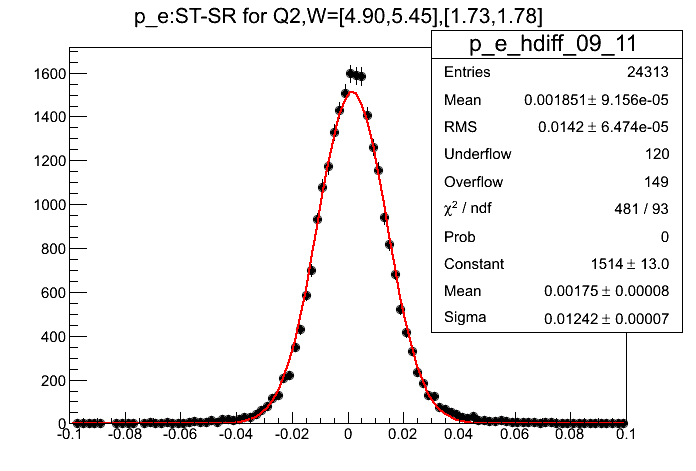 p_e:ST-SR for Q2,W=[4.90,5.45],[1.73,1.78]
p_e_hdiff_09_11
Entries 24313
Mean 0.001851 ± 9.156e-05
RMS 0.0142 ± 6.474e-05
Underflow 120
Overflow 149
χ² / ndf 481 / 93
Prob 0
Constant 1514 ± 13.0
Mean 0.00175 ± 0.00008
Sigma 0.01242 ± 0.00007
1600
1400
1200
1000
800
600
400
200
0
-0.1 -0.08 -0.06 -0.04 -0.02 0 0.02 0.04 0.06 0.08 0.1